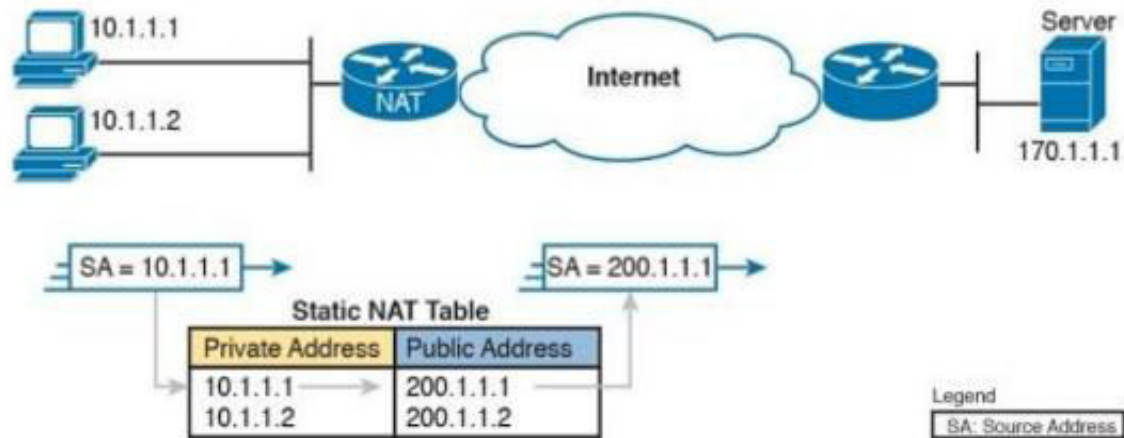 10.1.1.1
Server
Internet
NAT
10.1.1.2
170.1.1.1
SA = 10.1.1.1
SA = 200.1.1.1
Static NAT Table
Private Address Public Address
10.1.1.1 200.1.1.1
10.1.1.2 200.1.1.2
Legend
SA: Source Address